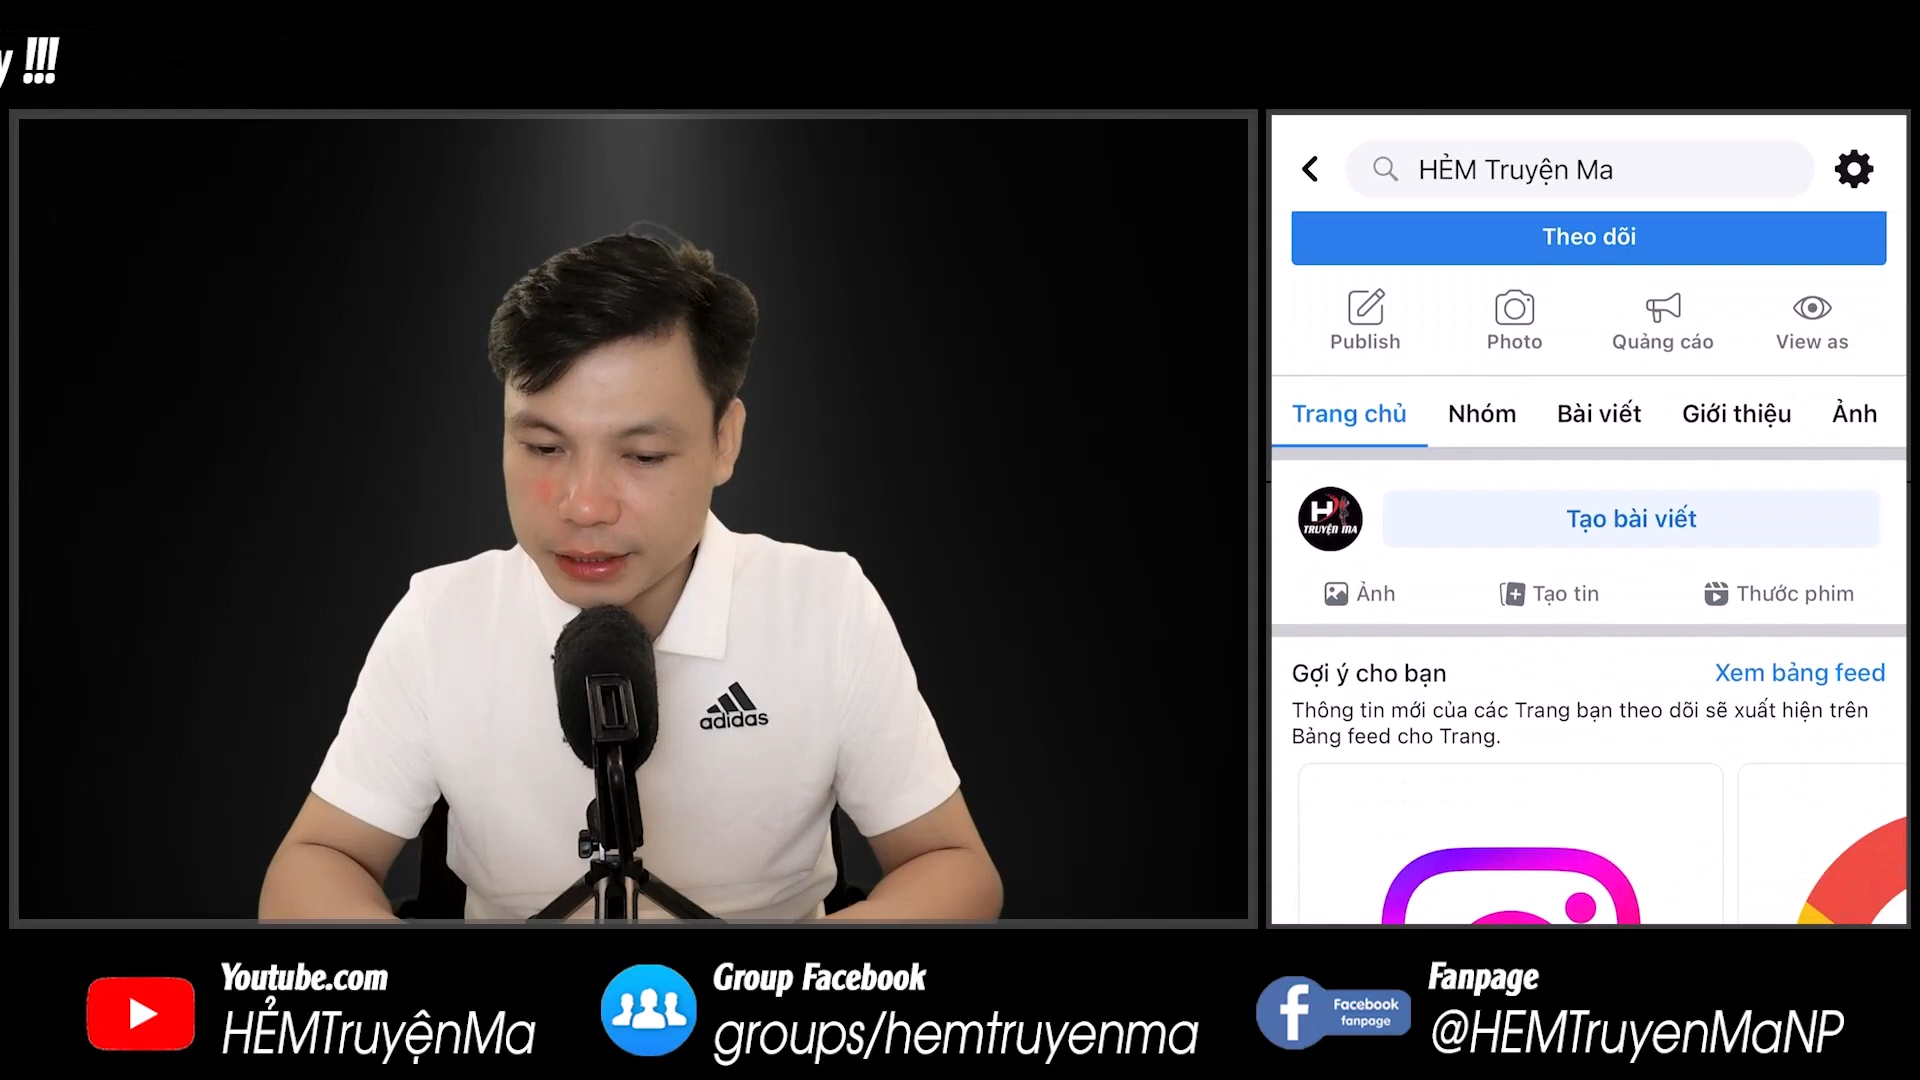 y !!!
HẺM Truyện Ma
Theo dõi
Publish
Photo
Quảng cáo
View as
Trang chủ
Nhóm
Bài viết
Giới thiệu
Ảnh
H
TRUYỆN MA
Tạo bài viết
Ảnh
Tạo tin
Thước phim
Gợi ý cho bạn
Xem bảng feed
Thông tin mới của các Trang bạn theo dõi sẽ xuất hiện trên
Bảng feed cho Trang.
adidas
Youtube.com
HẺMTruyệnMa
Group Facebook
groups/hemtruyenma
Facebook
fanpage
Fanpage
@HEMTruyenMaNP